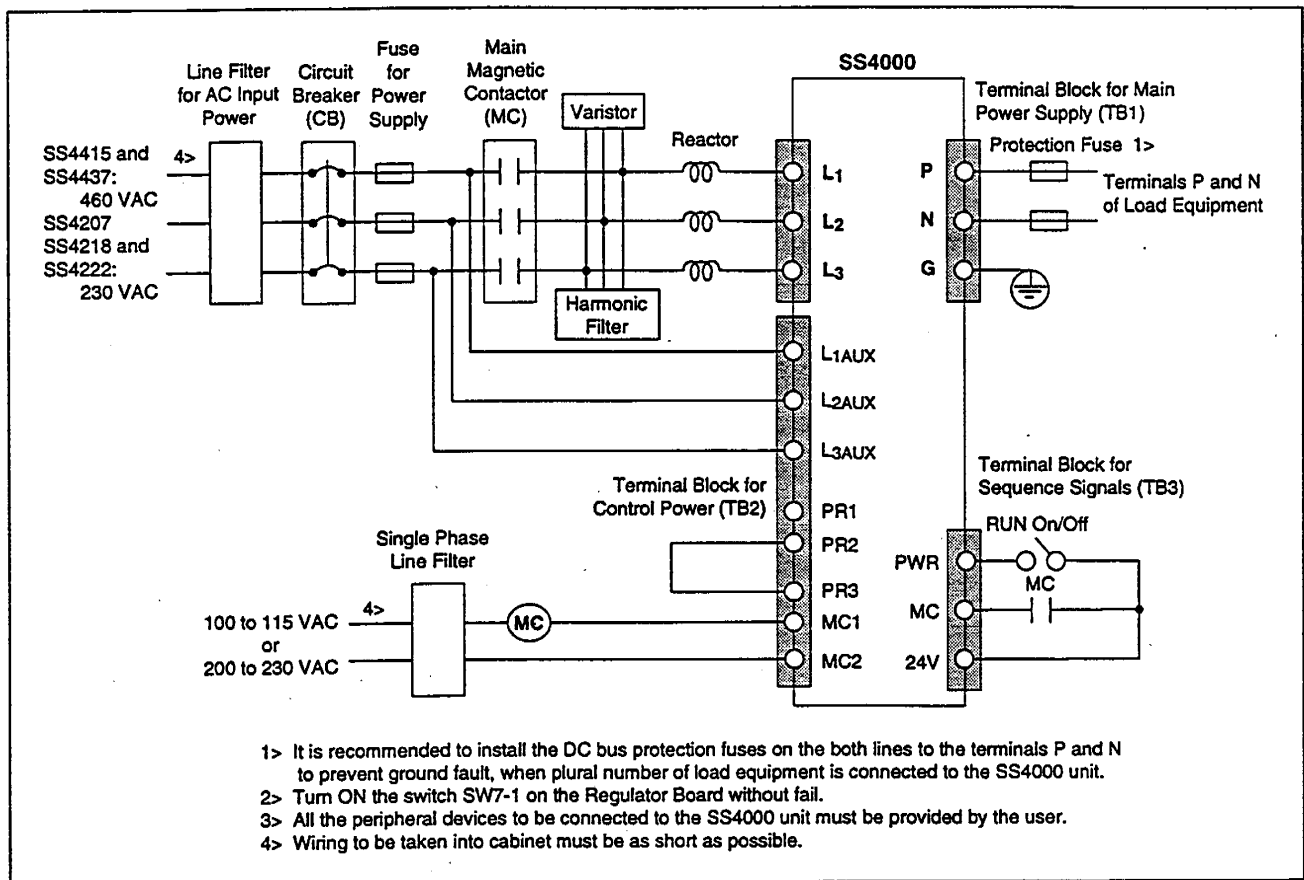 SS4000
Line Filter
for AC Input
Power
Circuit
Breaker
(CB)
Fuse
for
Power
Supply
Main
Magnetic
Contactor
(MC)
Varistor
Reactor
Terminal Block for Main
Power Supply (TB1)
Protection Fuse 1>
SS4415 and
SS4437:
460 VAC
SS4207
SS4218 and
SS4222:
230 VAC
4>
L1
L2
L3
P
N
G
Terminals P and N
of Load Equipment
Harmonic
Filter
L1AUX
L2AUX
L3AUX
Terminal Block for
Control Power (TB2)
PR1
PR2
PR3
MC1
MC2
Terminal Block for
Sequence Signals (TB3)
RUN On/Off
PWR
MC
MC
24V
Single Phase
Line Filter
4>
100 to 115 VAC
or
200 to 230 VAC
MC
1> It is recommended to install the DC bus protection fuses on the both lines to the terminals P and N
to prevent ground fault, when plural number of load equipment is connected to the SS4000 unit.
2> Turn ON the switch SW7-1 on the Regulator Board without fail.
3> All the peripheral devices to be connected to the SS4000 unit must be provided by the user.
4> Wiring to be taken into cabinet must be as short as possible.